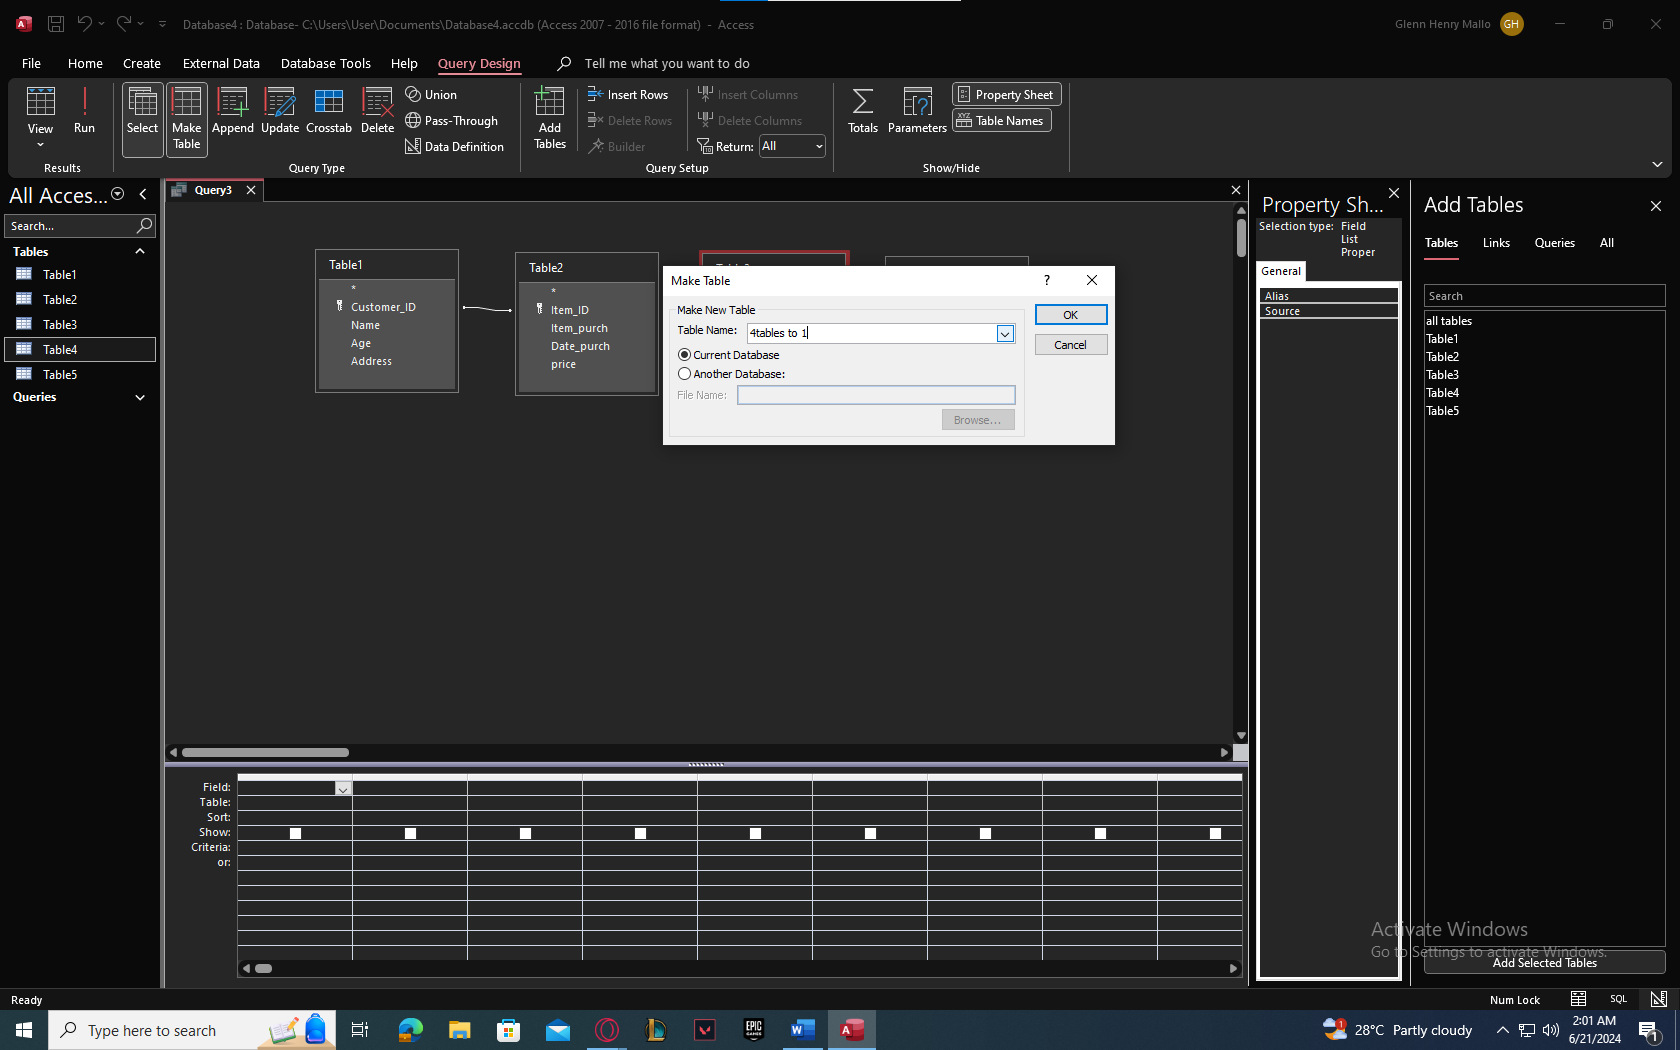 Database4 : Database- C:\Users\User\Documents\Database4.accdb (Access 2007 - 2016 file format) - Access
Glenn Henry Mallo
GH
File
Home
Create
External Data
Database Tools
Help
Query Design
Tell me what you want to do
View
Run
Results
Select
Make Table
Append
Update
Crosstab
Delete
Union
Pass-Through
Data Definition
Query Type
Add Tables
Insert Rows
Delete Rows
Builder
Insert Columns
Delete Columns
Return: All
Query Setup
Totals
Parameters
Property Sheet
Table Names
Show/Hide
All Acces...
Search...
Tables
Table1
Table2
Table3
Table4
Table5
Queries
Query3
Table1
*
Customer_ID
Name
Age
Address
Table2
*
Item_ID
Item_purch
Date_purch
price
Make Table
?
Make New Table
Table Name: 4tables to 1
Current Database
Another Database:
File Name:
Browse...
OK
Cancel
Field:
Table:
Sort:
Show:
Criteria:
or:
Property Sh...
Selection type: Field
List
Proper
General
Alias
Source
Add Tables
Tables
Links
Queries
All
Search
all tables
Table1
Table2
Table3
Table4
Table5
Activate Windows
Go to Settings to activate Windows.
Add Selected Tables
Ready
Num Lock
SQL
Type here to search
EPIC GAMES
28°C Partly cloudy
2:01 AM
6/21/2024
1